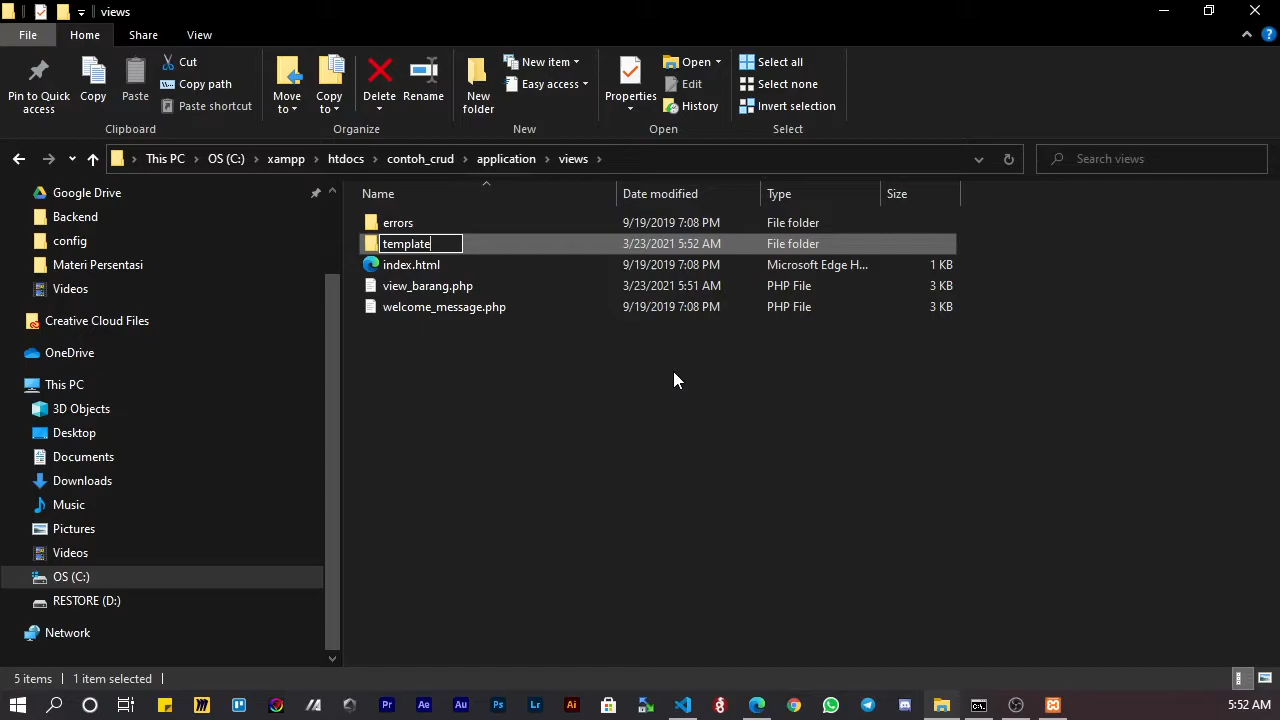 views
File Home Share View
Pin to Quick access
Copy
Paste
Cut
Copy path
Paste shortcut
Clipboard
Move to
Copy to
Delete
Rename
Organize
New folder
New item
Easy access
New
Properties
Open
Edit
History
Open
Select all
Select none
Invert selection
Select
This PC > OS (C:) > xampp > htdocs > contoh_crud > application > views >
Search views
Google Drive
Backend
config
Materi Persentasi
Videos
Creative Cloud Files
OneDrive
This PC
3D Objects
Desktop
Documents
Downloads
Music
Pictures
Videos
OS (C:)
RESTORE (D:)
Network
Name Date modified Type Size
errors 9/19/2019 7:08 PM File folder
template 3/23/2021 5:52 AM File folder
index.html 9/19/2019 7:08 PM Microsoft Edge H... 1 KB
view_barang.php 3/23/2021 5:51 AM PHP File 3 KB
welcome_message.php 9/19/2019 7:08 PM PHP File 3 KB
5 items 1 item selected
Pr Ae Au Ps Lr Ai
5:52 AM